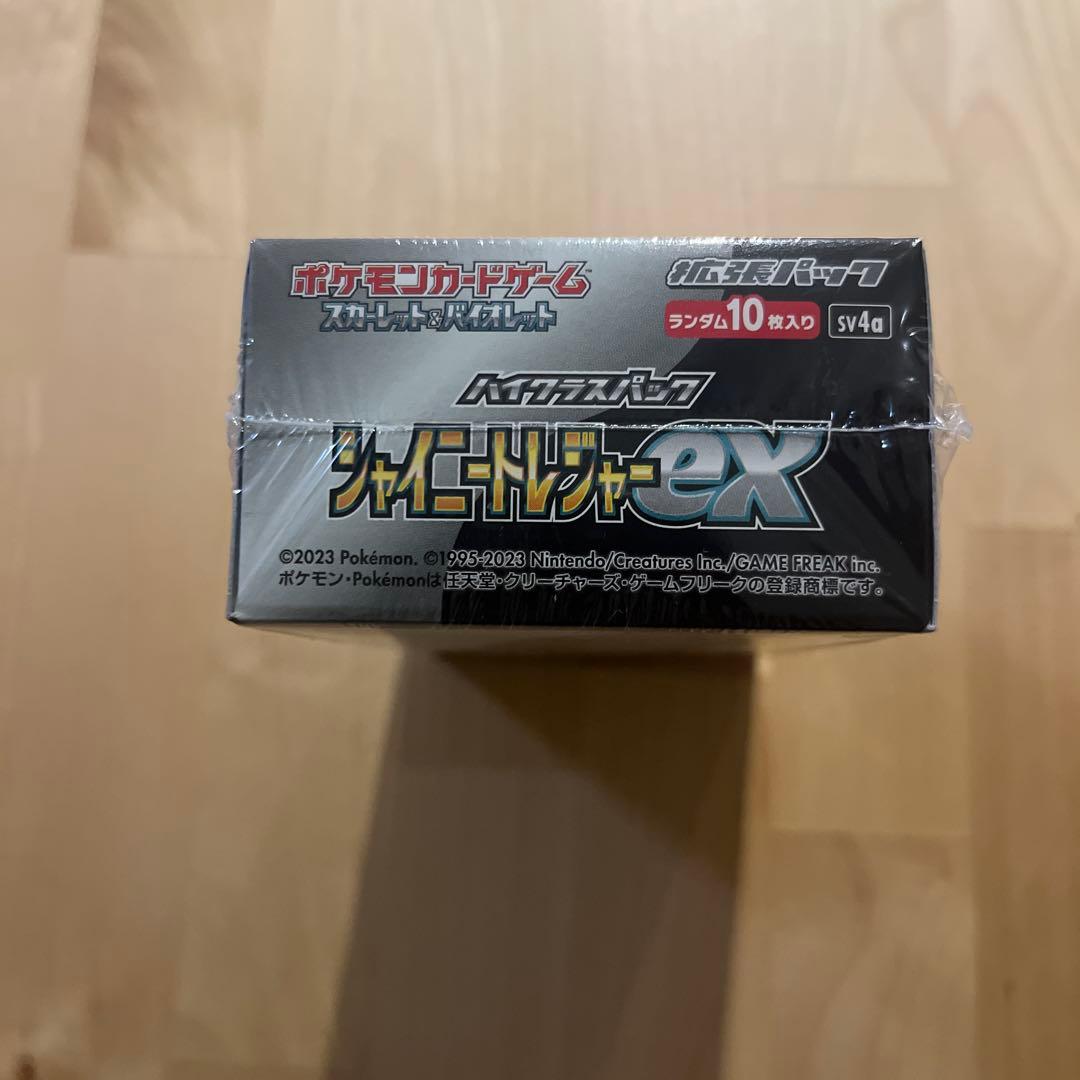 ポケモンカードゲーム™
スカーレット&バイオレット
拡張パック
ランダム10枚入り
SV4a
ハイクラスパック
シャイニートレジャーex
©2023 Pokémon. ©1995-2023 Nintendo/Creatures Inc./GAME FREAK inc.
ポケモン・Pokémonは任天堂・クリーチャーズ・ゲームフリークの登録商標です。